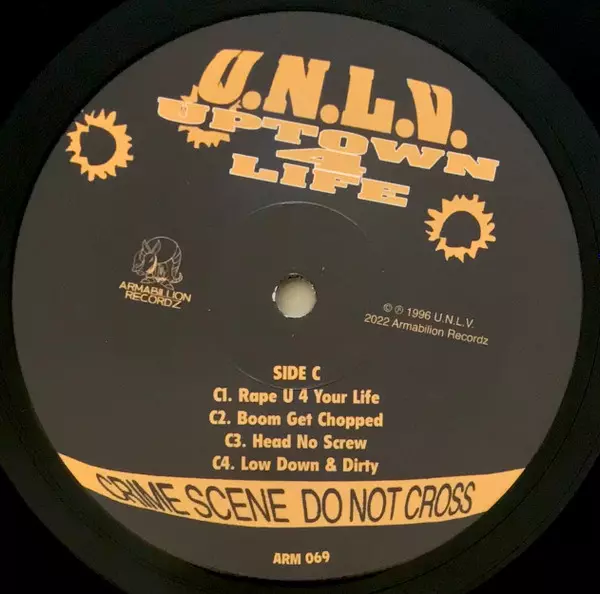 U.N.L.V.
UPTOWN
4
LIFE
ARMABILLION
RECORDZ
© ℗ 1996 U.N.L.V.
2022 Armabilion Recordz
SIDE C
C1. Rape U 4 Your Life
C2. Boom Get Chopped
C3. Head No Screw
C4. Low Down & Dirty
CRIME SCENE DO NOT CROSS
ARM 069